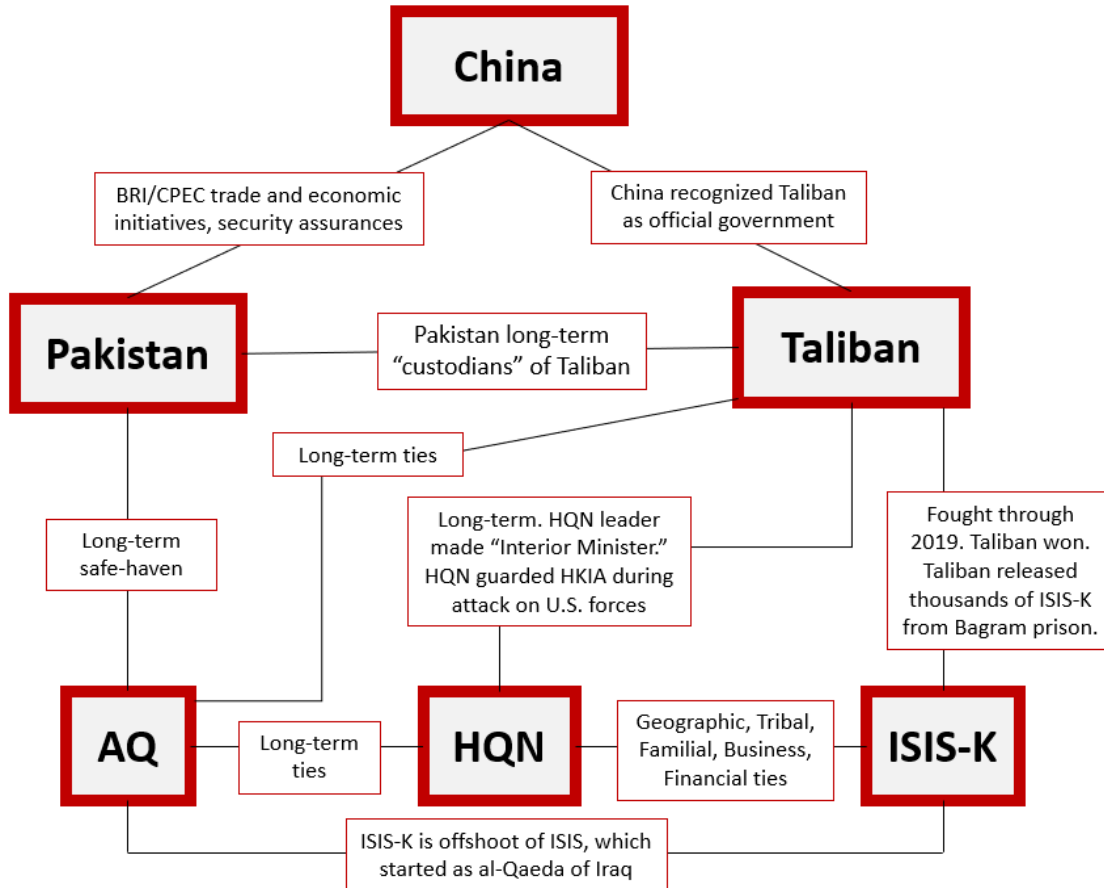 China
BRI/CPEC trade and economic
initiatives, security assurances
China recognized Taliban
as official government
Pakistan
Pakistan long-term
“custodians” of Taliban
Taliban
Long-term ties
Long-term
safe-haven
Long-term. HQN leader
made “Interior Minister.”
HQN guarded HKIA during
attack on U.S. forces
Fought through
2019. Taliban won.
Taliban released
thousands of ISIS-K
from Bagram prison.
AQ
Long-term
ties
HQN
Geographic, Tribal,
Familial, Business,
Financial ties
ISIS-K
ISIS-K is offshoot of ISIS, which
started as al-Qaeda of Iraq